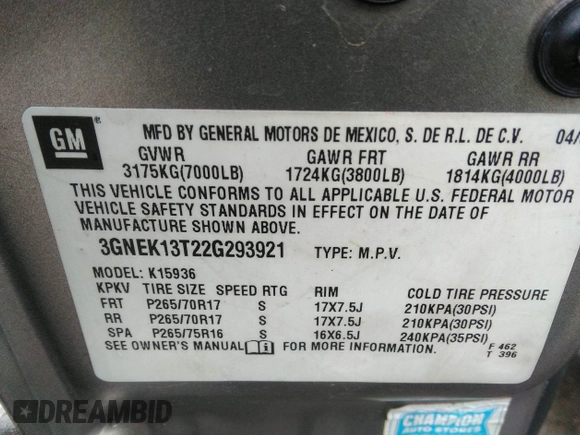 GM ®
MFD BY GENERAL MOTORS DE MEXICO, S. DE R.L. DE C.V. 04/
GVWR GAWR FRT GAWR RR
3175KG(7000LB) 1724KG(3800LB) 1814KG(4000LB)
THIS VEHICLE CONFORMS TO ALL APPLICABLE U.S. FEDERAL MOTOR
VEHICLE SAFETY STANDARDS IN EFFECT ON THE DATE OF
MANUFACTURE SHOWN ABOVE.
3GNEK13T22G293921 TYPE: M.P.V.
MODEL: K15936
KPKV TIRE SIZE SPEED RTG RIM COLD TIRE PRESSURE
FRT P265/70R17 S 17X7.5J 210KPA(30PSI)
RR P265/70R17 S 17X7.5J 210KPA(30PSI)
SPA P265/75R16 S 16X6.5J 240KPA(35PSI)
SEE OWNER'S MANUAL FOR MORE INFORMATION.
F 462
T 396
CHAMPION
AUTO STORES
DREAMBID